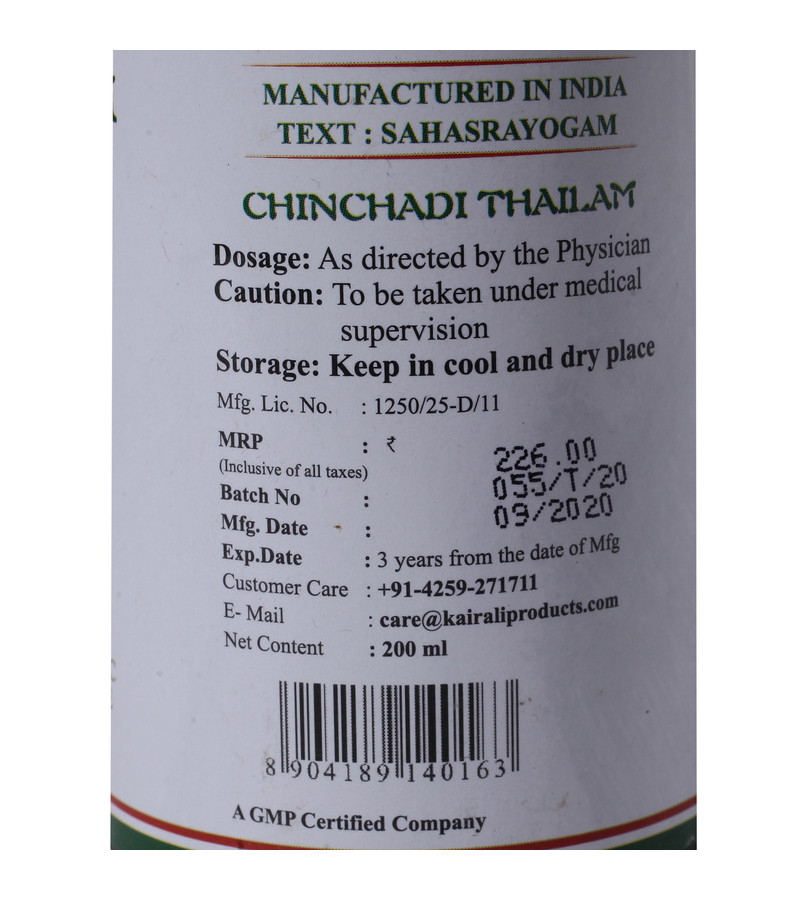 MANUFACTURED IN INDIA
TEXT : SAHASRAYOGAM
CHINCHADI THAILAM
Dosage: As directed by the Physician
Caution: To be taken under medical
supervision
Storage: Keep in cool and dry place
Mfg. Lic. No. : 1250/25-D/11
MRP : ₹ 226.00
(Inclusive of all taxes)
Batch No : 055/T/20
Mfg. Date : 09/2020
Exp.Date : 3 years from the date of Mfg
Customer Care : +91-4259-271711
E- Mail : care@kairaliproducts.com
Net Content : 200 ml
8 904189 140163
A GMP Certified Company